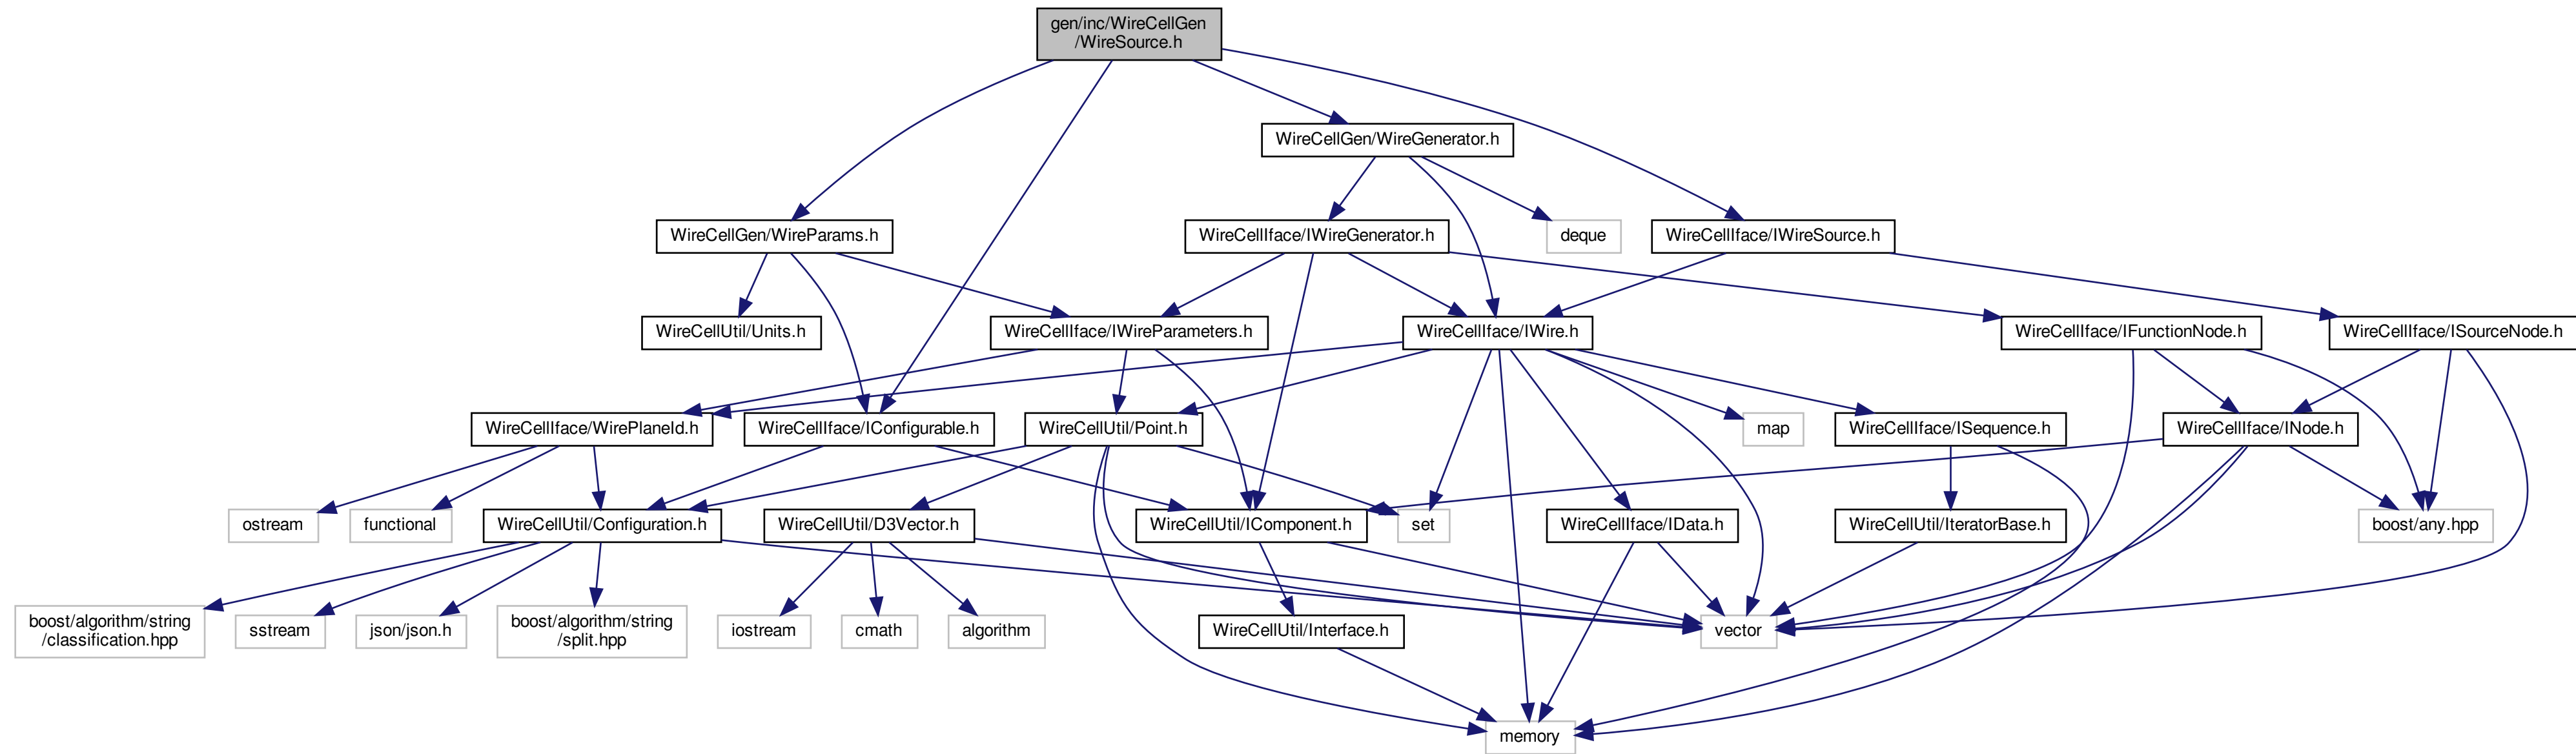 gen/inc/WireCellGen
/WireSource.h
WireCellGen/WireGenerator.h
WireCellGen/WireParams.h
WireCellIface/IWireGenerator.h
deque
WireCellIface/IWireSource.h
WireCellUtil/Units.h
WireCellIface/IWireParameters.h
WireCellIface/IWire.h
WireCellIface/IFunctionNode.h
WireCellIface/ISourceNode.h
WireCellIface/WirePlaneId.h
WireCellIface/IConfigurable.h
WireCellUtil/Point.h
map
WireCellIface/ISequence.h
WireCellIface/INode.h
ostream
functional
WireCellUtil/Configuration.h
WireCellUtil/D3Vector.h
WireCellUtil/IComponent.h
set
WireCellIface/IData.h
WireCellUtil/IteratorBase.h
boost/any.hpp
boost/algorithm/string
/classification.hpp
sstream
json/json.h
boost/algorithm/string
/split.hpp
iostream
cmath
algorithm
WireCellUtil/Interface.h
vector
memory